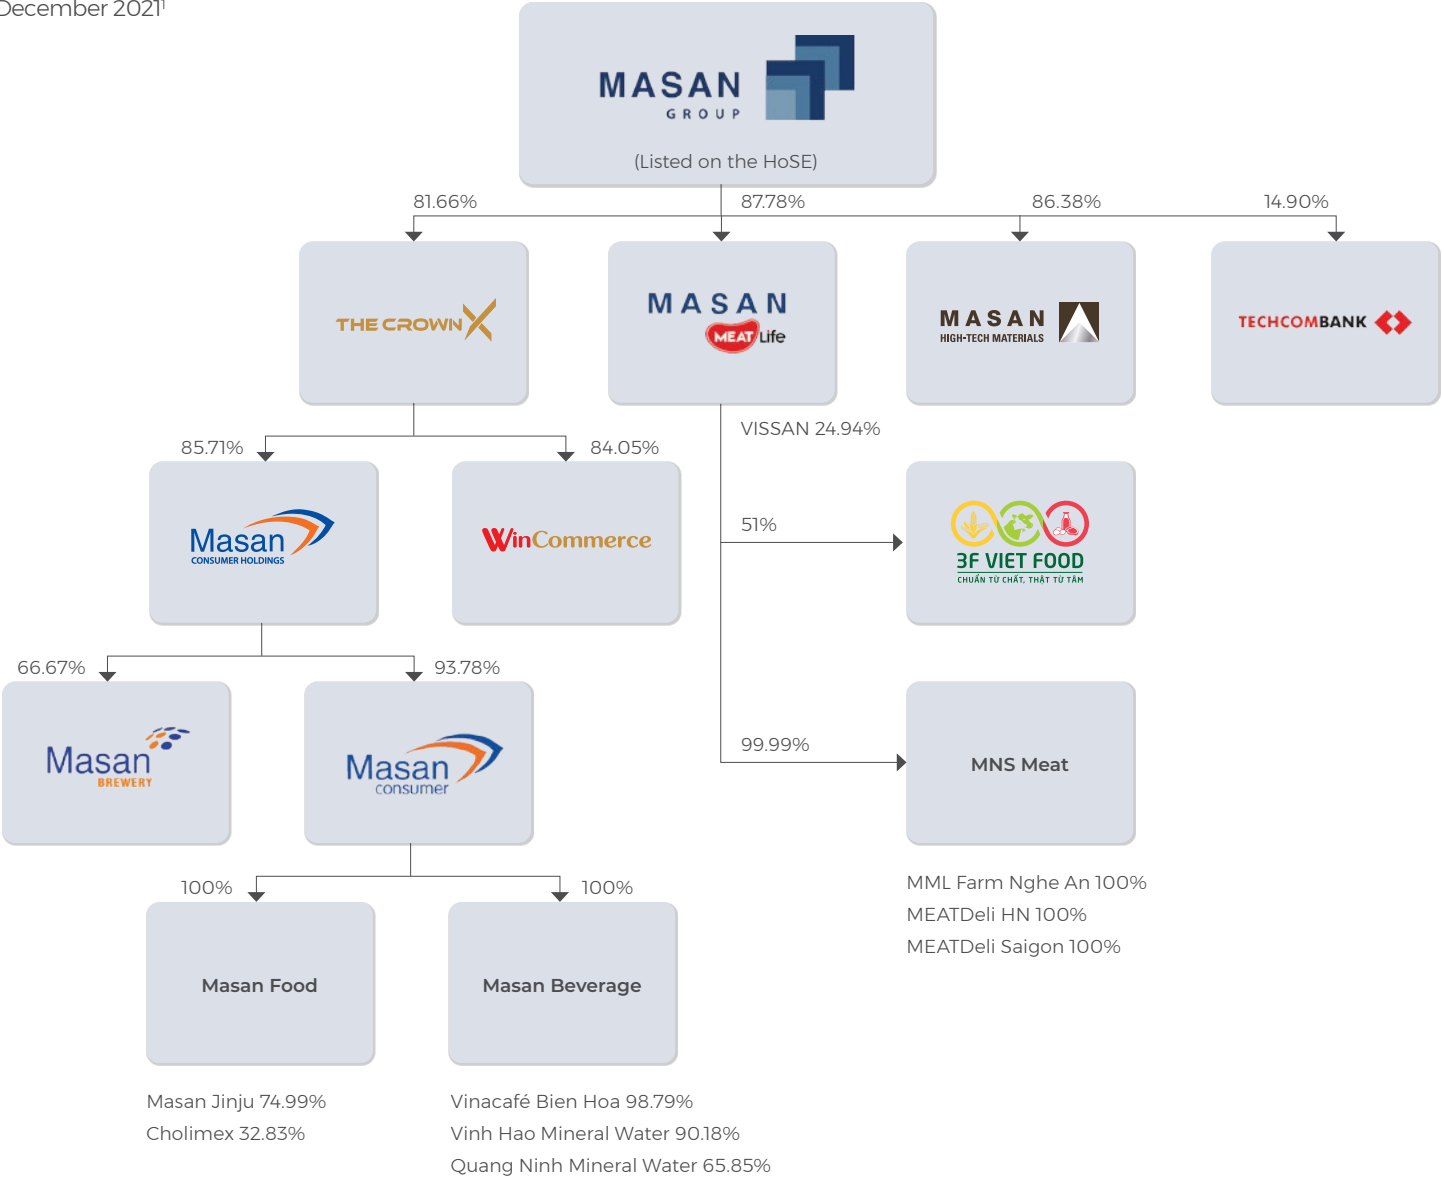 December 2021¹
MASAN
GROUP
(Listed on the HoSE)
81.66%
87.78%
86.38%
14.90%
THE CROWNX
MASAN
MEAT Life
MASAN
HIGH-TECH MATERIALS
TECHCOMBANK
VISSAN 24.94%
85.71%
84.05%
Masan
CONSUMER HOLDINGS
WinCommerce
51%
3F VIET FOOD
CHUẨN TỪ CHẤT, THẬT TỪ TÂM
66.67%
93.78%
Masan
BREWERY
Masan
consumer
99.99%
MNS Meat
MML Farm Nghe An 100%
MEATDeli HN 100%
MEATDeli Saigon 100%
100%
100%
Masan Food
Masan Beverage
Masan Jinju 74.99%
Cholimex 32.83%
Vinacafé Bien Hoa 98.79%
Vinh Hao Mineral Water 90.18%
Quang Ninh Mineral Water 65.85%